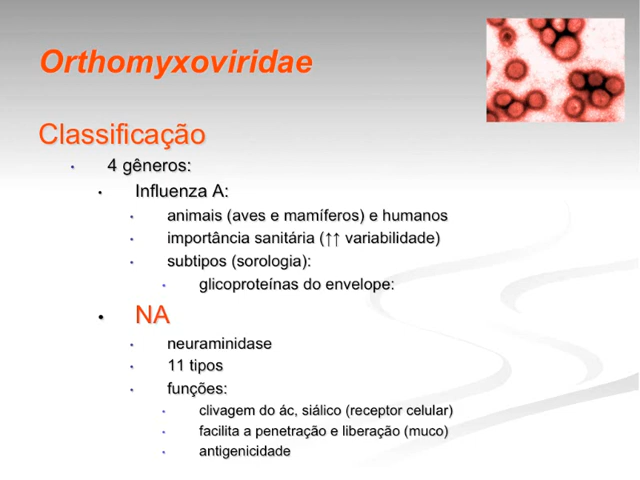 Orthomyxoviridae
Classificação
• 4 gêneros:
• Influenza A:
• animais (aves e mamíferos) e humanos
• importância sanitária (↑↑ variabilidade)
• subtipos (sorologia):
• glicoproteínas do envelope:
• NA
• neuraminidase
• 11 tipos
• funções:
• clivagem do ác, siálico (receptor celular)
• facilita a penetração e liberação (muco)
• antigenicidade